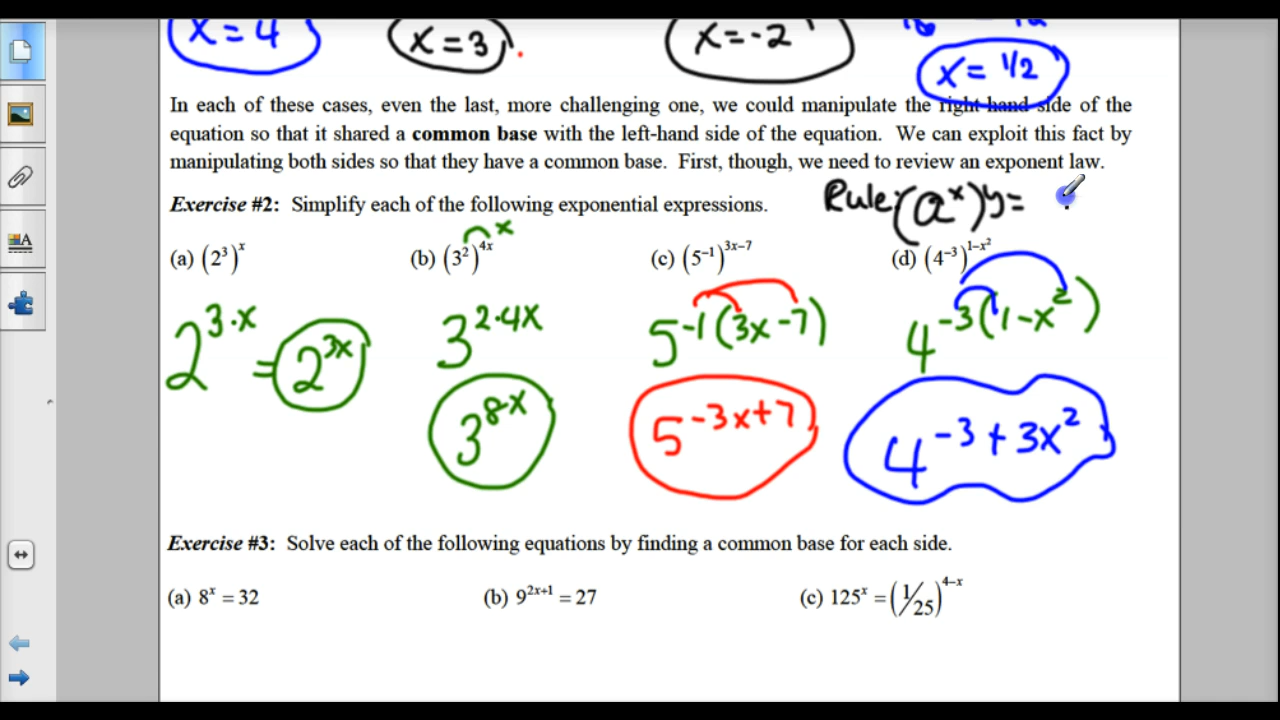 x = 4 x = 3 . x = -2 x = 1/2
In each of these cases, even the last, more challenging one, we could manipulate the right hand side of the
equation so that it shared a common base with the left-hand side of the equation. We can exploit this fact by
manipulating both sides so that they have a common base. First, though, we need to review an exponent law.
Exercise #2: Simplify each of the following exponential expressions. Rule: (a^x)^y =
(a) (2^3)^x (b) (3^2)^{4x} x (c) (5^{-1})^{3x-7} (d) (4^{-3})^{1-x^2}
2^{3·x} = 2^{3x} 3^{2·4x} 5^{-1(3x-7)} 4^{-3(1-x^2)}
3^{8x} 5^{-3x+7} 4^{-3+3x^2}
Exercise #3: Solve each of the following equations by finding a common base for each side.
(a) 8^x = 32 (b) 9^{2x+1} = 27 (c) 125^x = (1/25)^{4-x}